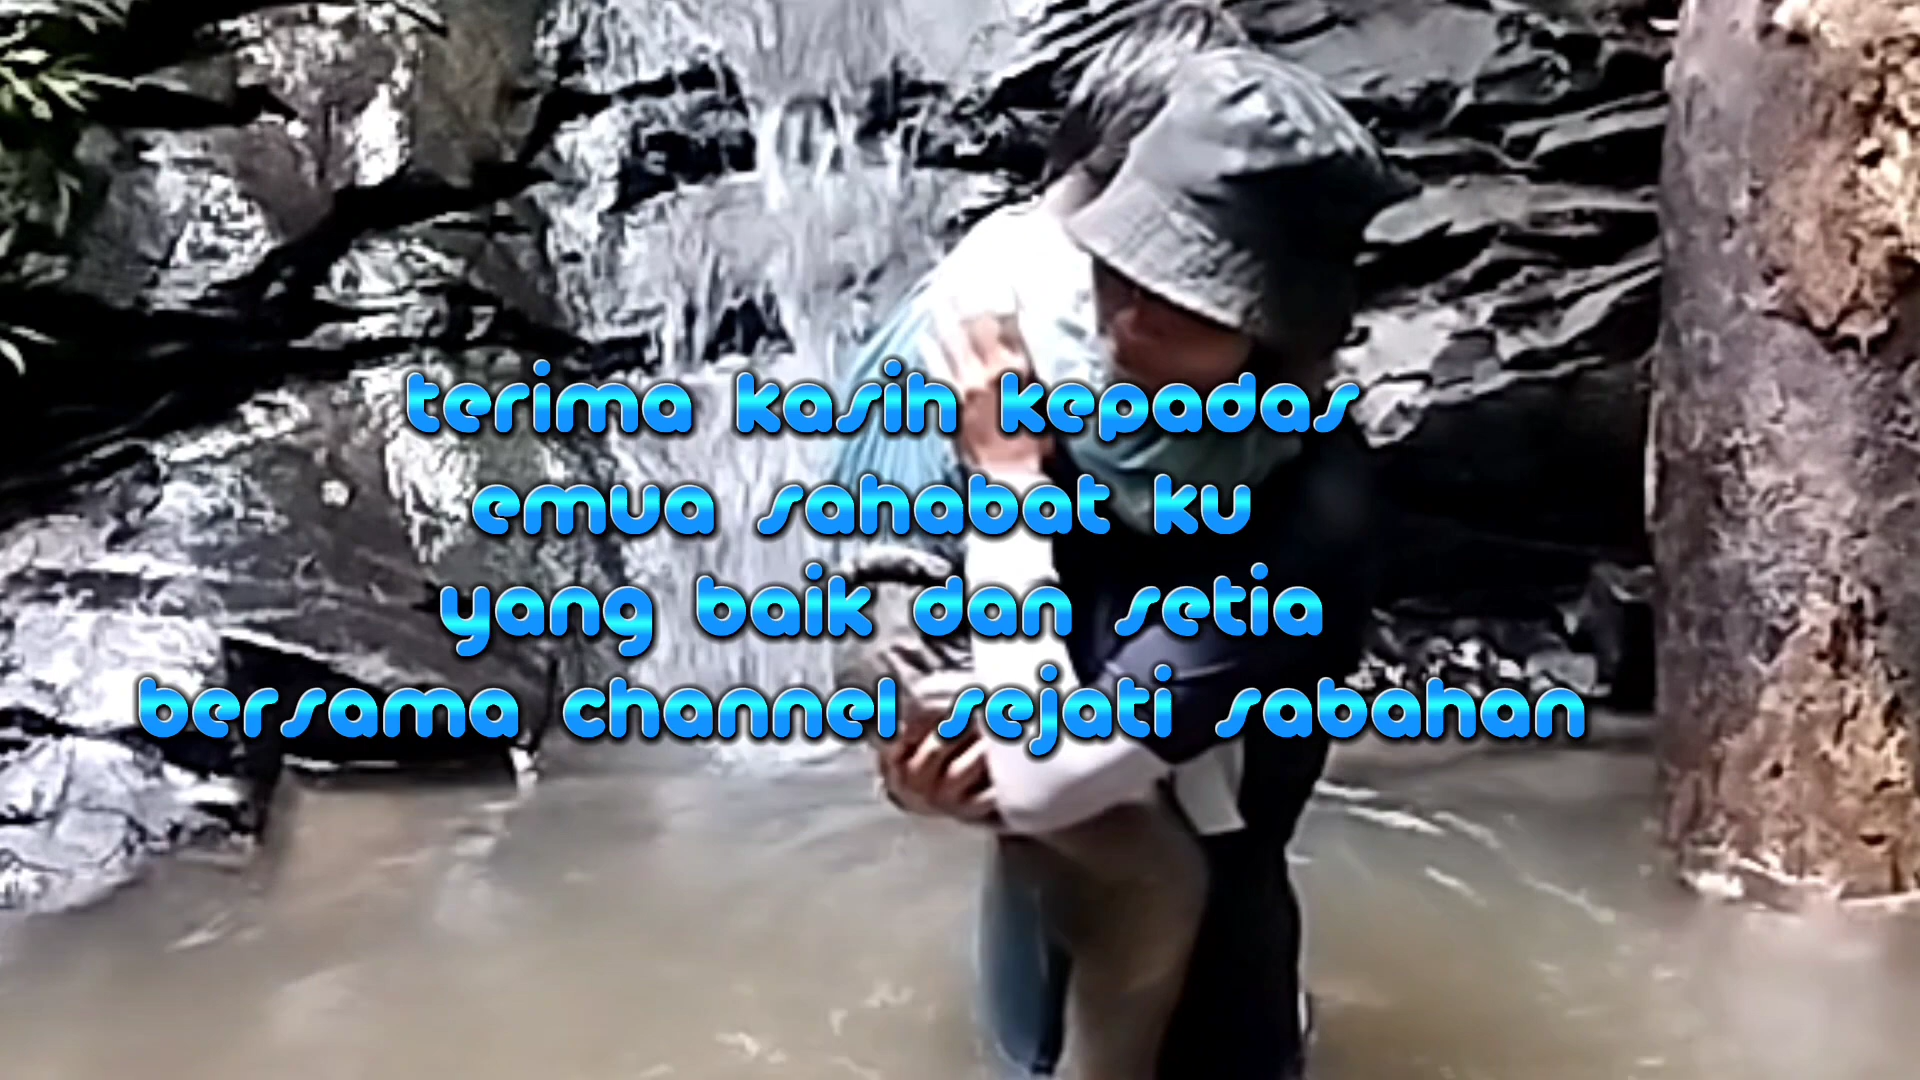 terima kasih kepadas
emua sahabat ku
yang baik dan setia
bersama channel sejati sabahan